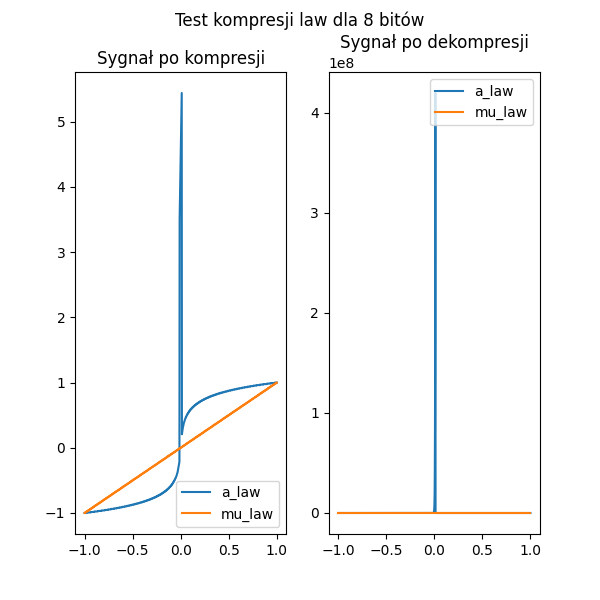 Test kompresji law dla 8 bitów
Sygnał po kompresji
5
4
3
2
1
0
−1
−1.0 −0.5 0.0 0.5 1.0
a_law
mu_law
Sygnał po dekompresji
1e8
4
3
2
1
0
−1.0 −0.5 0.0 0.5 1.0
a_law
mu_law